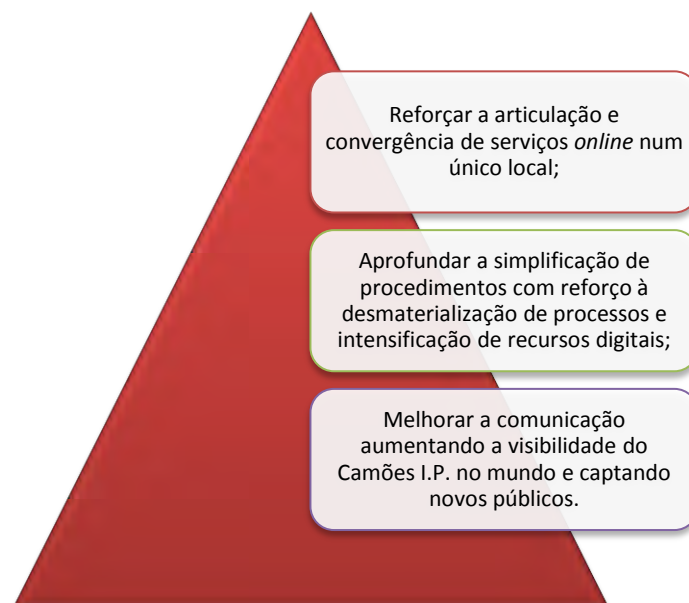 Reforçar a articulação e
convergência de serviços online num
único local;
Aprofundar a simplificação de
procedimentos com reforço à
desmaterialização de processos e
intensificação de recursos digitais;
Melhorar a comunicação
aumentando a visibilidade do
Camões I.P. no mundo e captando
novos públicos.